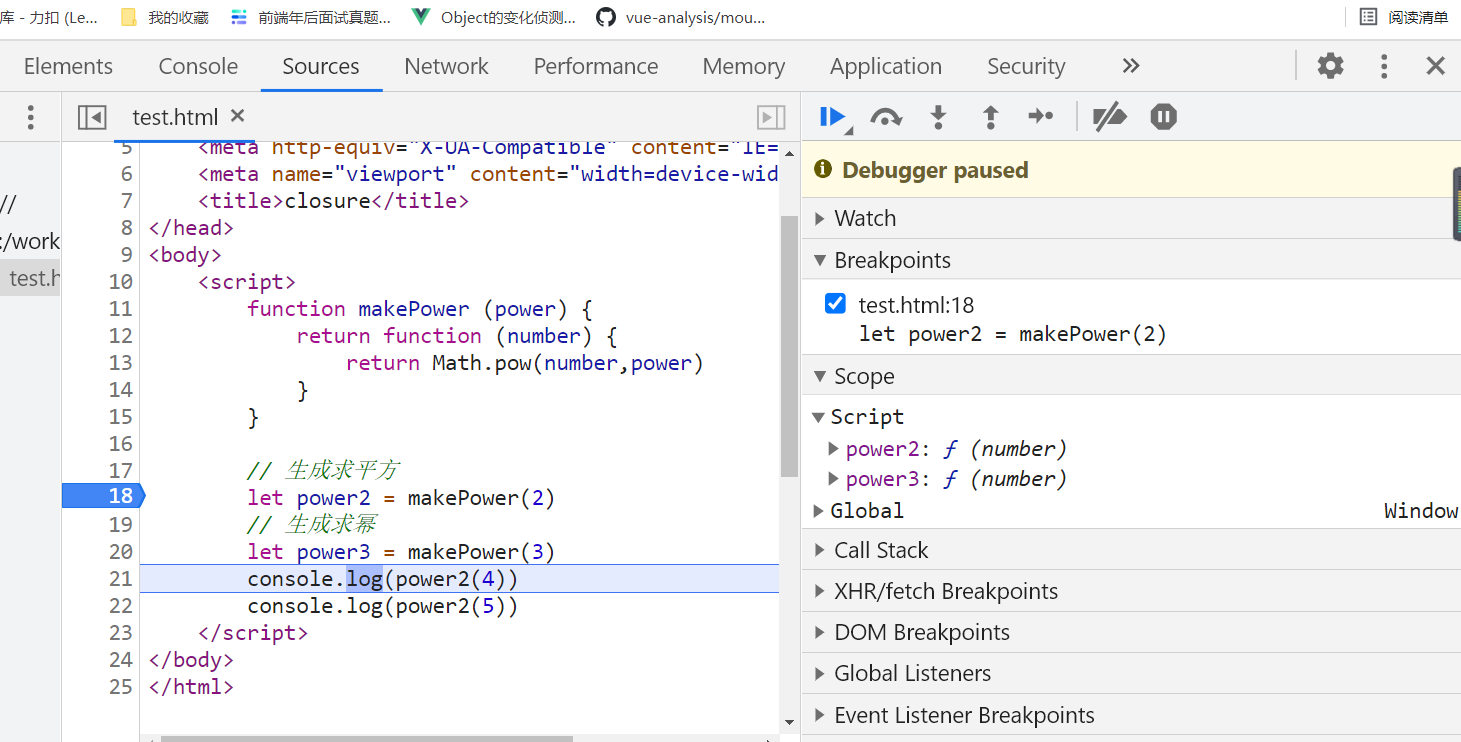 库 - 力扣 (Le... 我的收藏 前端年后面试真题... Object的变化侦测... vue-analysis/mou... 阅读清单
Elements Console Sources Network Performance Memory Application Security
test.html
//
:/work
test.h
5 <meta http-equiv="X-UA-Compatible" content="IE=
6 <meta name="viewport" content="width=device-wid
7 <title>closure</title>
8 </head>
9 <body>
10 <script>
11 function makePower (power) {
12 return function (number) {
13 return Math.pow(number,power)
14 }
15 }
16
17 // 生成求平方
18 let power2 = makePower(2)
19 // 生成求幂
20 let power3 = makePower(3)
21 console.log(power2(4))
22 console.log(power2(5))
23 </script>
24 </body>
25 </html>
Debugger paused
Watch
Breakpoints
test.html:18
let power2 = makePower(2)
Scope
Script
power2: ƒ (number)
power3: ƒ (number)
Global Window
Call Stack
XHR/fetch Breakpoints
DOM Breakpoints
Global Listeners
Event Listener Breakpoints